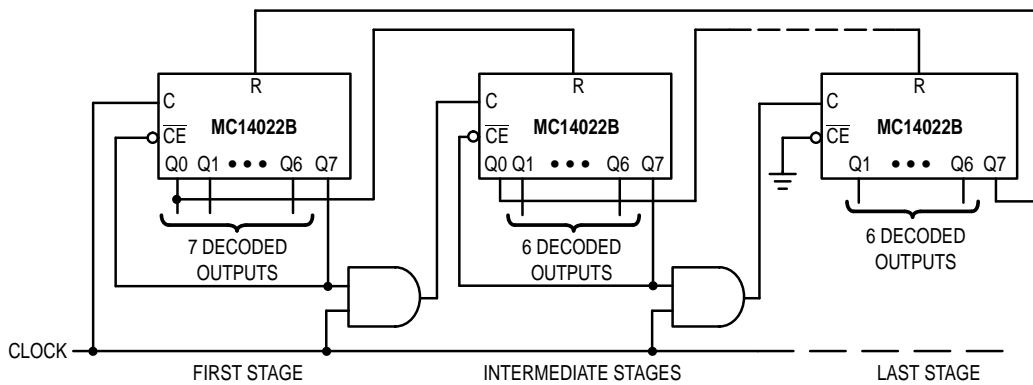 R
C
MC14022B
CE
Q0 Q1 ••• Q6 Q7
7 DECODED
OUTPUTS
R
C
MC14022B
CE
Q0 Q1 ••• Q6 Q7
6 DECODED
OUTPUTS
R
C
MC14022B
CE
Q1 ••• Q6 Q7
6 DECODED
OUTPUTS
CLOCK
FIRST STAGE
INTERMEDIATE STAGES
LAST STAGE